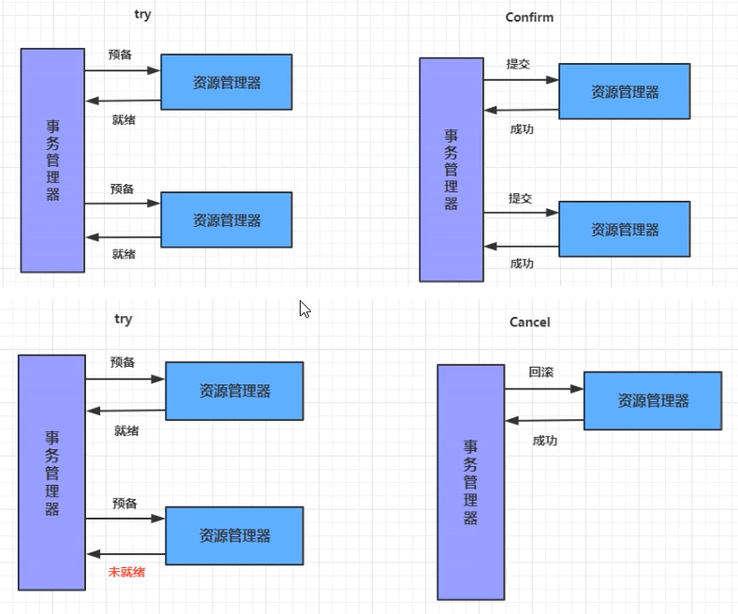 try
预备
资源管理器
就绪
事务管理器
预备
资源管理器
就绪
Confirm
提交
资源管理器
成功
事务管理器
提交
资源管理器
成功
try
预备
资源管理器
就绪
事务管理器
预备
资源管理器
未就绪
Cancel
回滚
资源管理器
成功
事务管理器